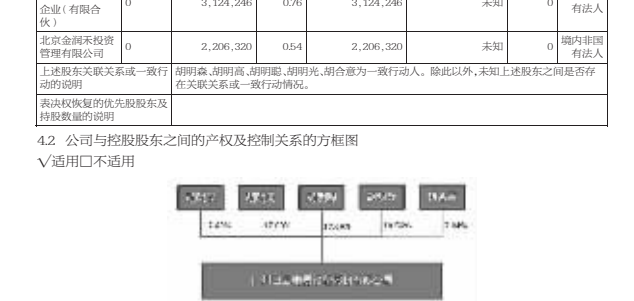 企业（有限合 0 3,124,246 0.76 3,124,246 未知 0 有法人
伙）
北京金润禾投资 0 2,206,320 0.54 2,206,320 未知 0 境内非国
管理有限公司 有法人
上述股东关联关系或一致行 胡明森、胡明高、胡明聪、胡明光、胡合意为一致行动人。除此以外，未知上述股东之间是否存
动的说明 在关联关系或一致行动情况。
表决权恢复的优先股股东及
持股数量的说明
4.2 公司与控股股东之间的产权及控制关系的方框图
√适用□不适用